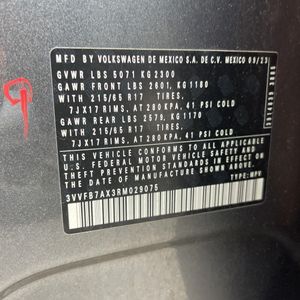 MFD BY VOLKSWAGEN DE MEXICO S.A. DE C.V. MEXICO 09/23
GVWR LBS 5071 KG 2300
GAWR FRONT LBS 2601, KG 1180
WITH 215/65 R17 TIRES,
7JX17 RIMS, AT 280 KPA, 41 PSI COLD
GAWR REAR LBS 2579, KG 1170
WITH 215/65 R17 TIRES,
7JX17 RIMS, AT 280 KPA, 41 PSI COLD
THIS VEHICLE CONFORMS TO ALL APPLICABLE
U.S. FEDERAL MOTOR VEHICLE SAFETY
STANDARDS IN EFFECT ON THE DATE OF
MANUFACTURE SHOWN ABOVE.
3VVFB7AX3RM029075 TYPE: MPV